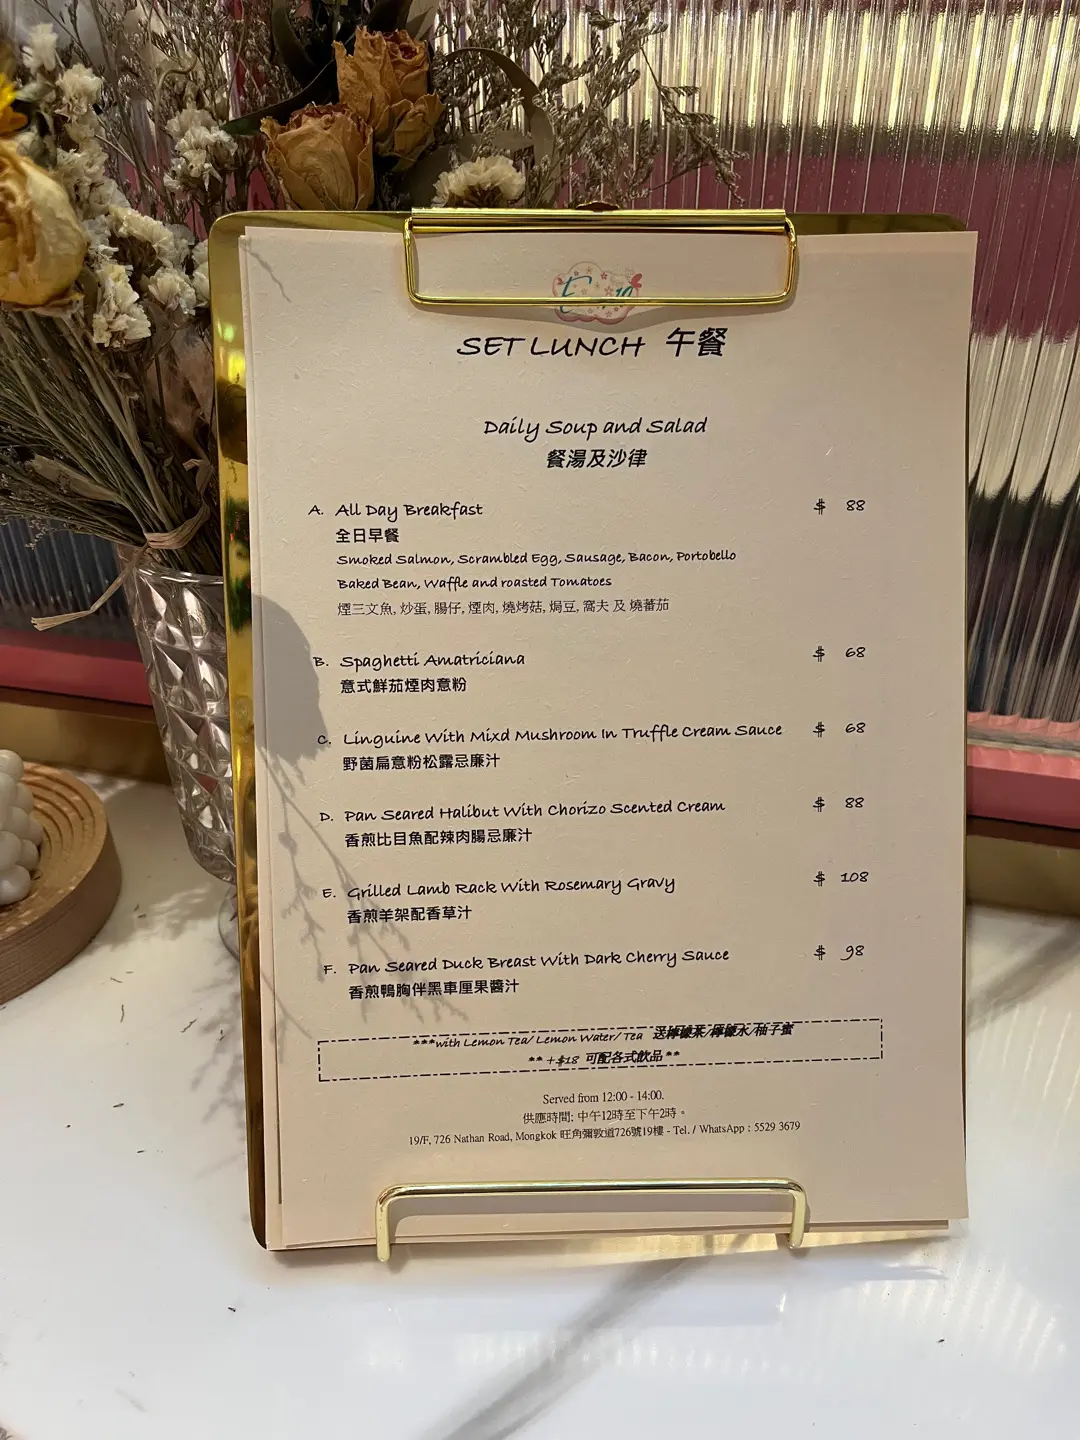 SET LUNCH 午餐
Daily Soup and Salad
餐湯及沙律
A. All Day Breakfast $ 88
全日早餐
Smoked Salmon, Scrambled Egg, Sausage, Bacon, Portobello
Baked Bean, Waffle and roasted Tomatoes
煙三文魚, 炒蛋, 腸仔, 煙肉, 燒烤菇, 焗豆, 窩夫 及 燒蕃茄
B. Spaghetti Amatriciana $ 68
意式鮮茄煙肉意粉
C. Linguine With Mixd Mushroom In Truffle Cream Sauce $ 68
野菌扁意粉松露忌廉汁
D. Pan Seared Halibut With Chorizo Scented Cream $ 88
香煎比目魚配辣肉腸忌廉汁
E. Grilled Lamb Rack With Rosemary Gravy $ 108
香煎羊架配香草汁
F. Pan Seared Duck Breast With Dark Cherry Sauce $ 98
香煎鴨胸伴黑車厘果醬汁
***with Lemon Tea/ Lemon Water/ Tea 送檸檬茶/檸檬水/柚子蜜
** +$18 可配各式飲品**
Served from 12:00 - 14:00.
供應時間: 中午12時至下午2時。
19/F, 726 Nathan Road, Mongkok 旺角彌敦道726號19樓 - Tel. / WhatsApp : 5529 3679